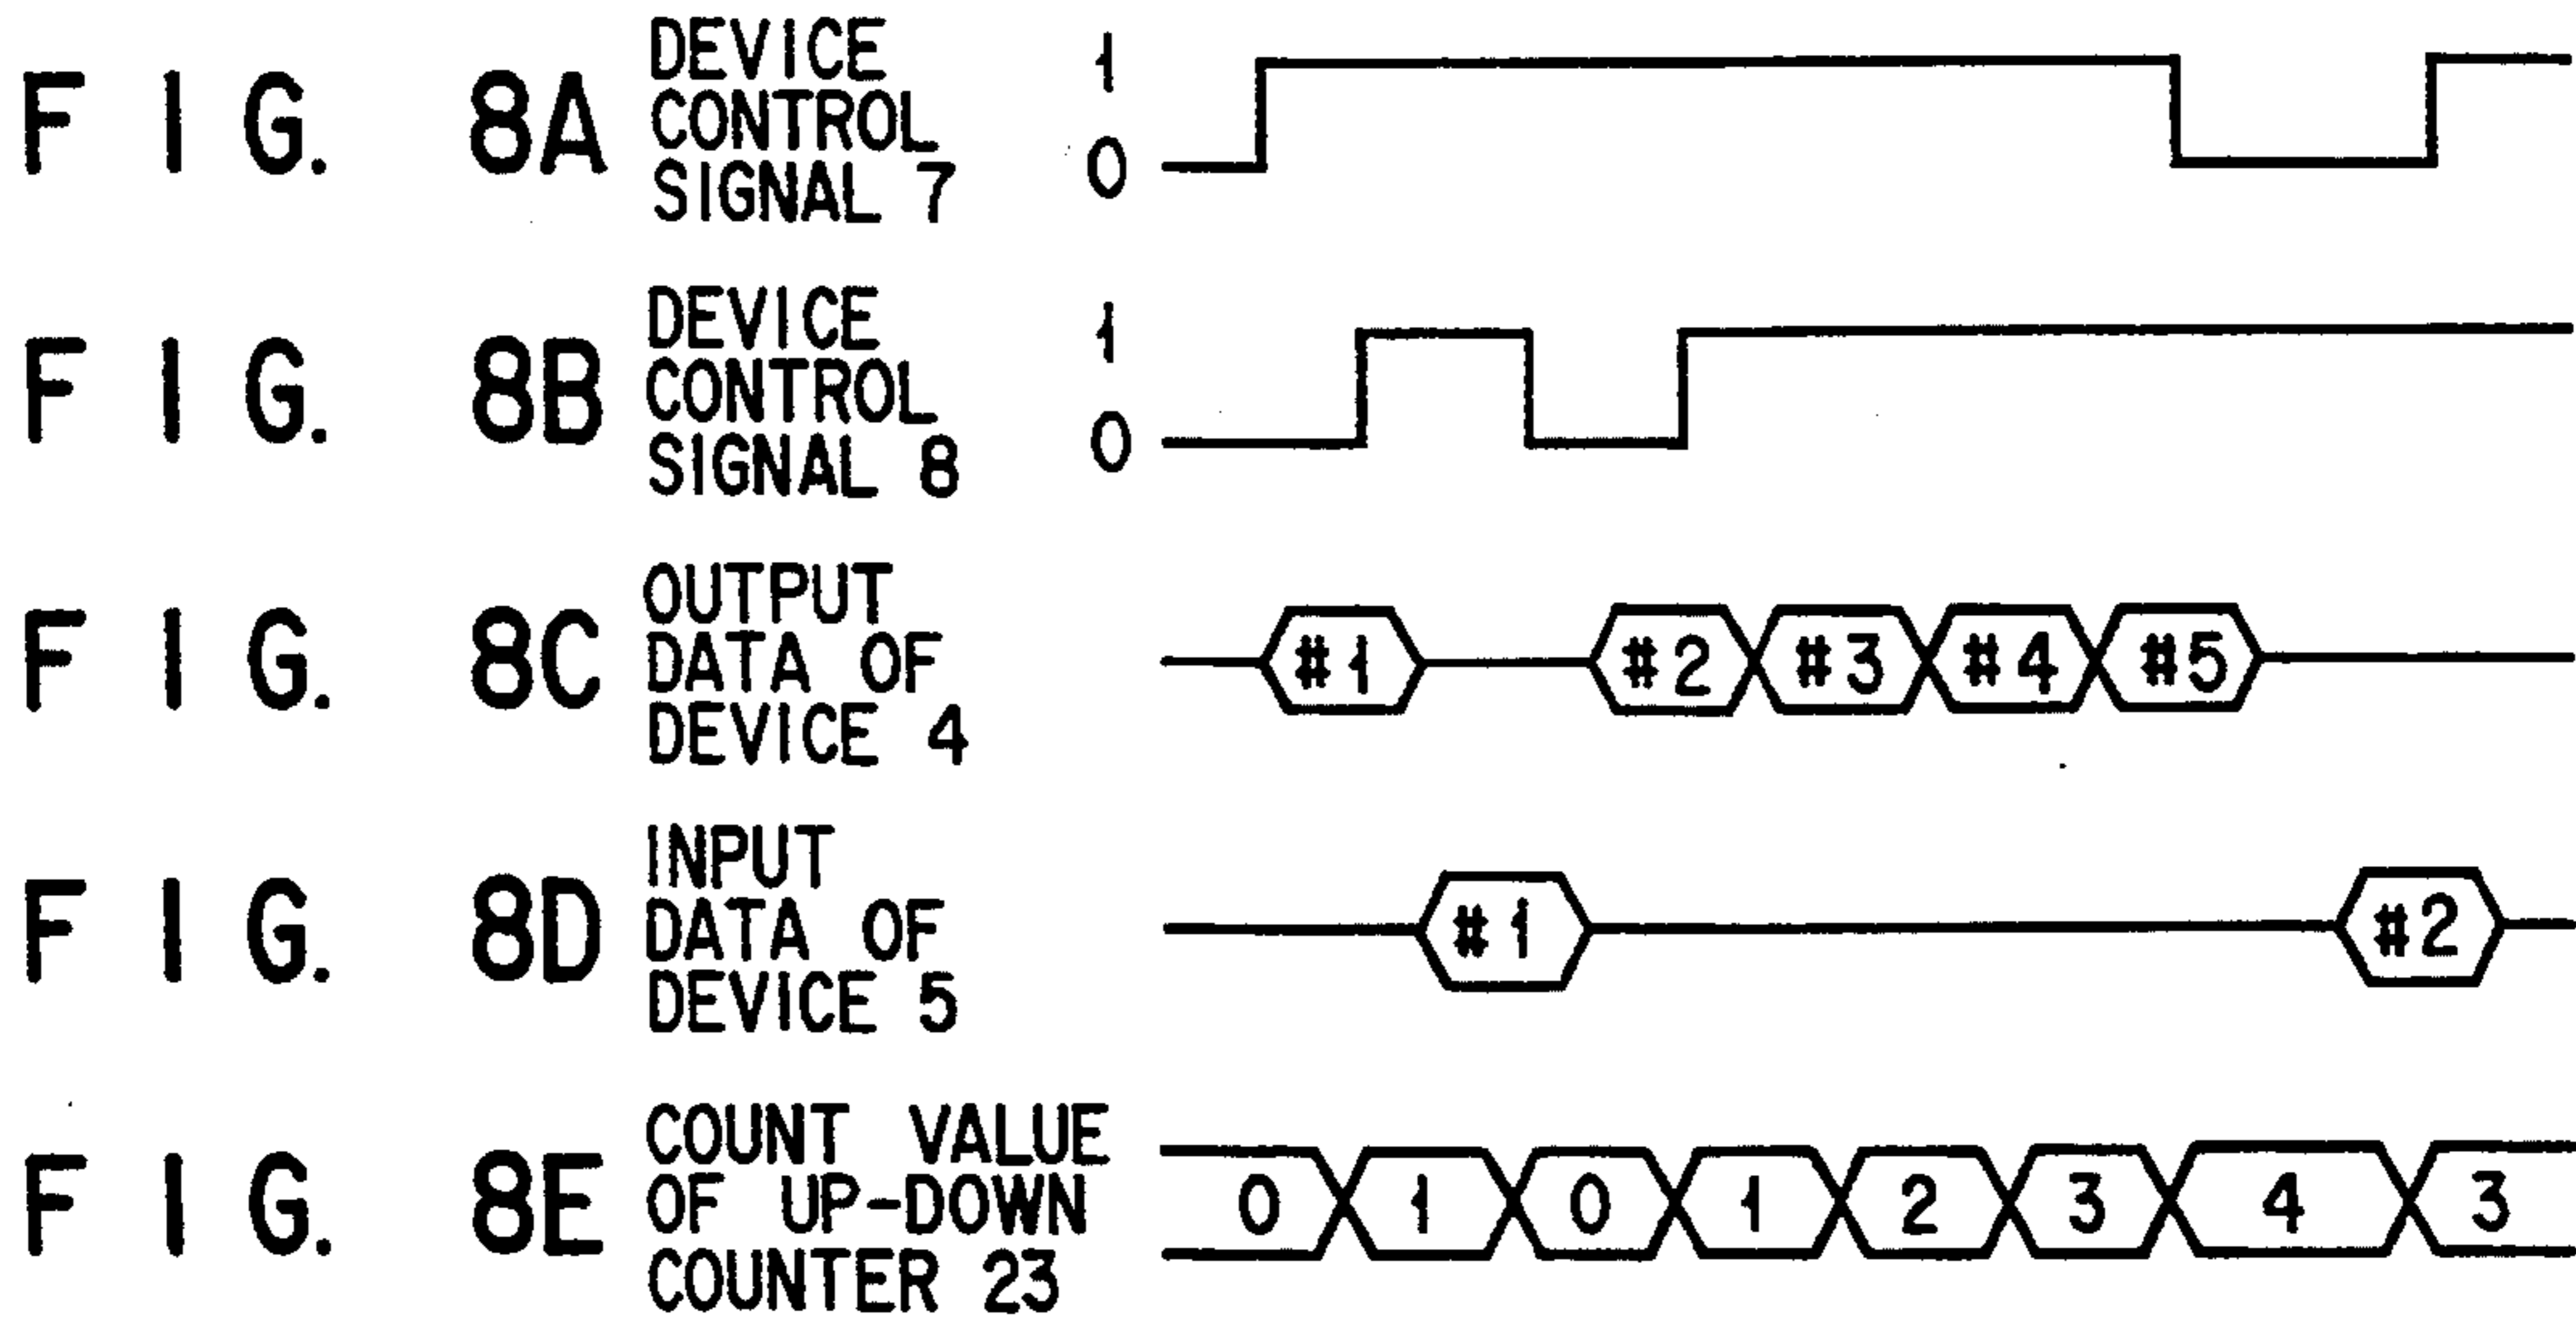 FIG. 8A DEVICE
CONTROL
SIGNAL 7
1
0
FIG. 8B DEVICE
CONTROL
SIGNAL 8
1
0
FIG. 8C OUTPUT
DATA OF
DEVICE 4
#1 #2 #3 #4 #5
FIG. 8D INPUT
DATA OF
DEVICE 5
#1 #2
FIG. 8E COUNT VALUE
OF UP-DOWN
COUNTER 23
0 1 0 1 2 3 4 3